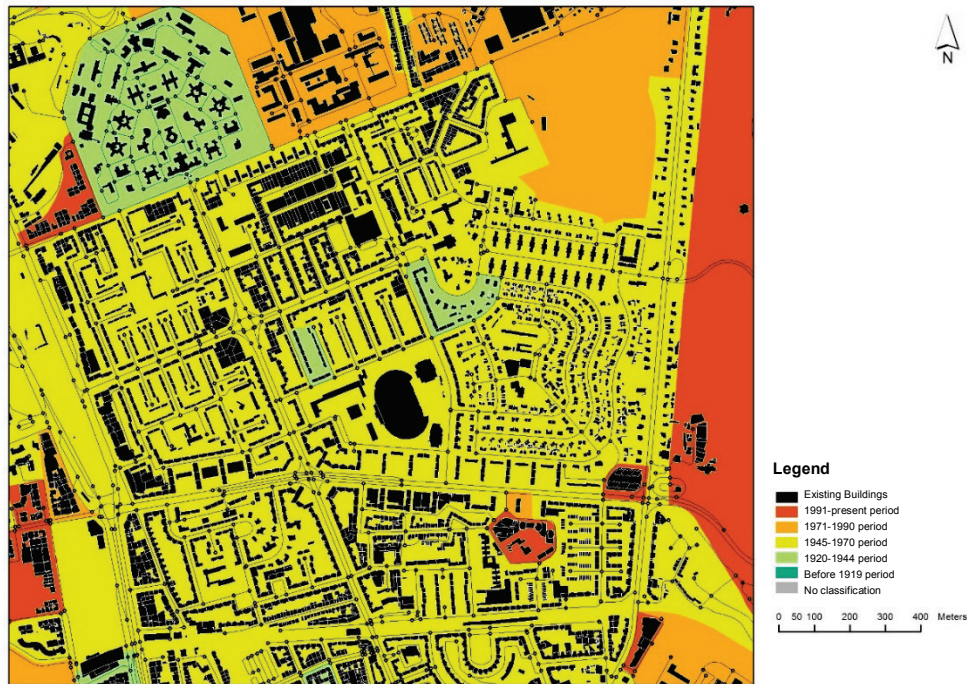 N
Legend
Existing Buildings
1991-present period
1971-1990 period
1945-1970 period
1920-1944 period
Before 1919 period
No classification
0 50 100 200 300 400 Meters